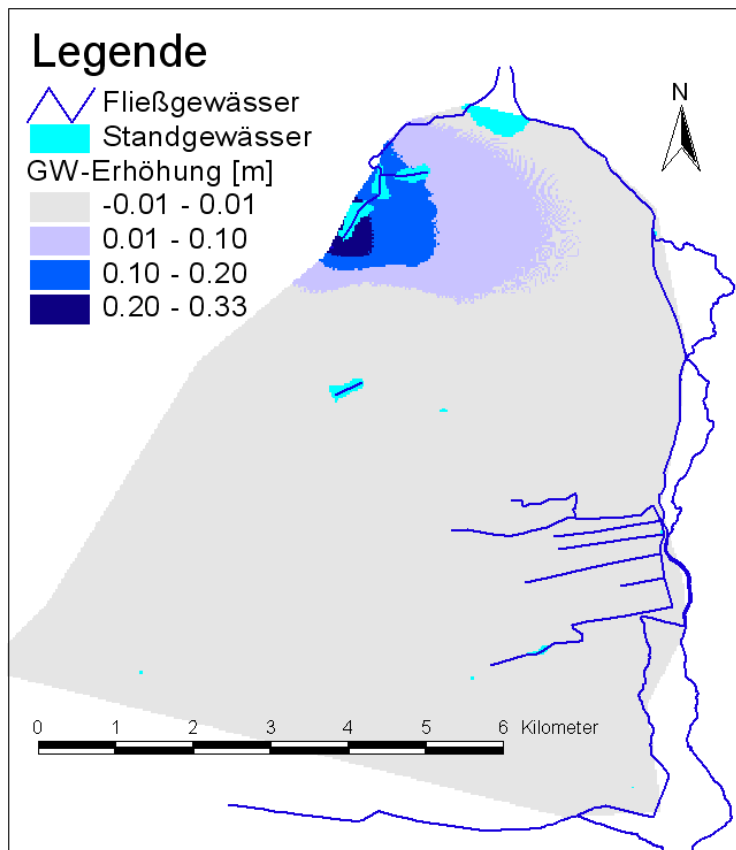 Legende
Fließgewässer
Standgewässer
GW-Erhöhung [m]
-0.01 - 0.01
0.01 - 0.10
0.10 - 0.20
0.20 - 0.33
N
0 1 2 3 4 5 6 Kilometer